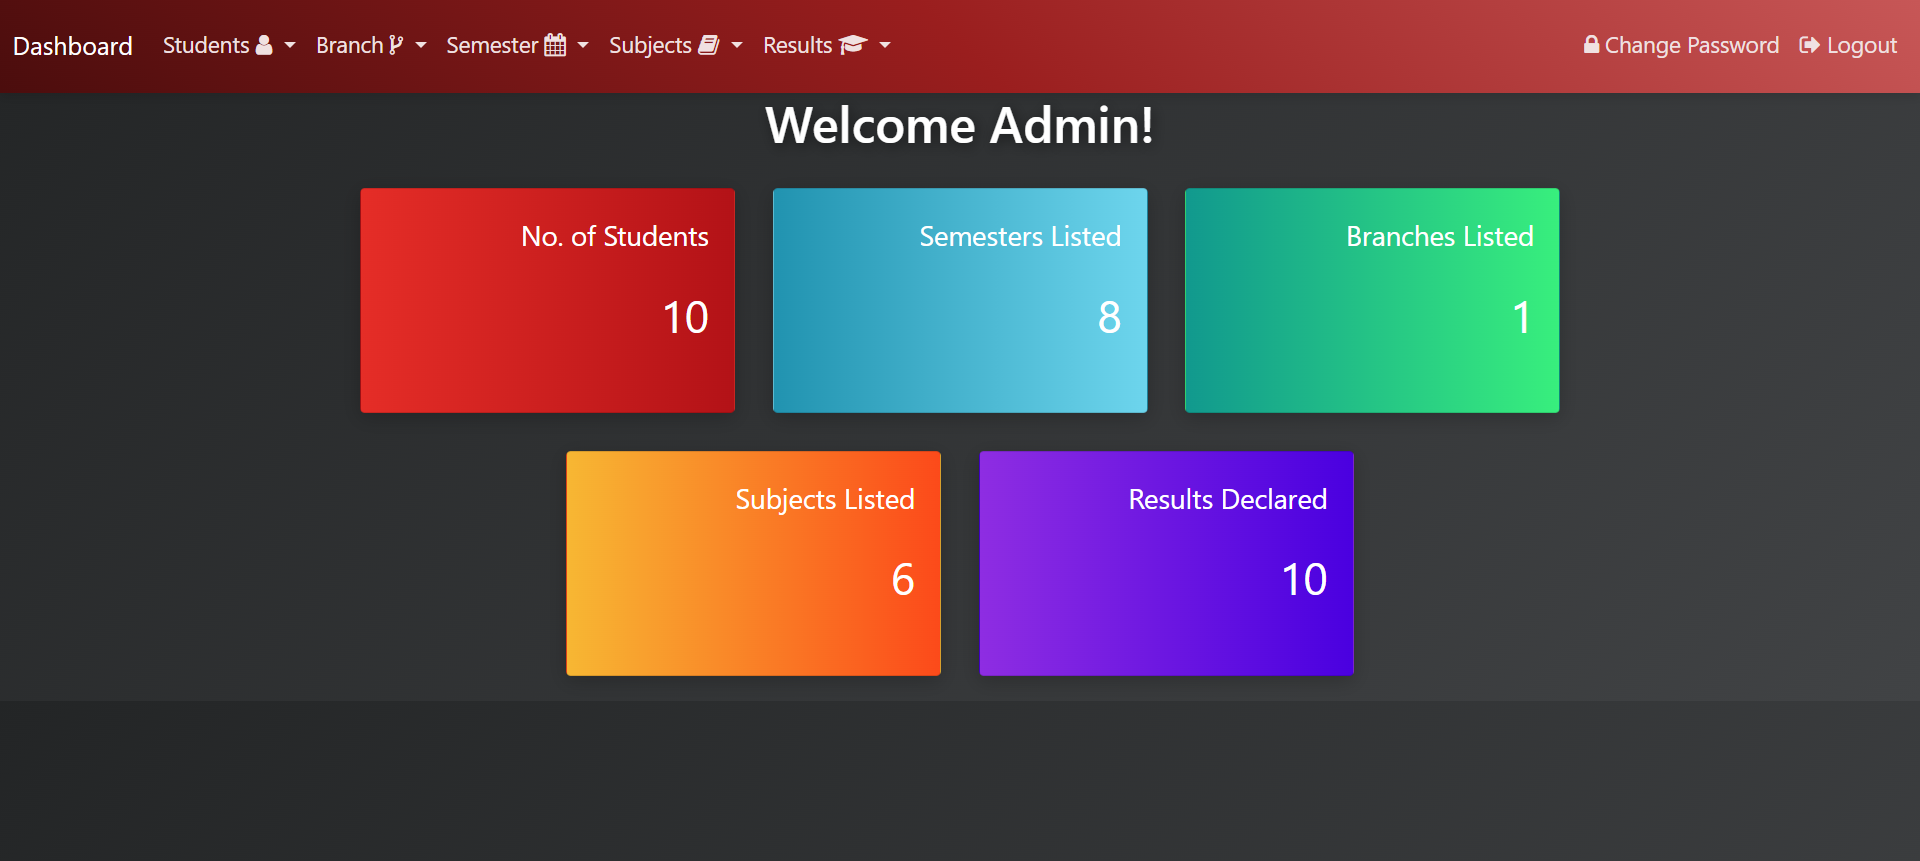 Dashboard Students Branch Semester Subjects Results Change Password Logout
Welcome Admin!
No. of Students
10
Semesters Listed
8
Branches Listed
1
Subjects Listed
6
Results Declared
10